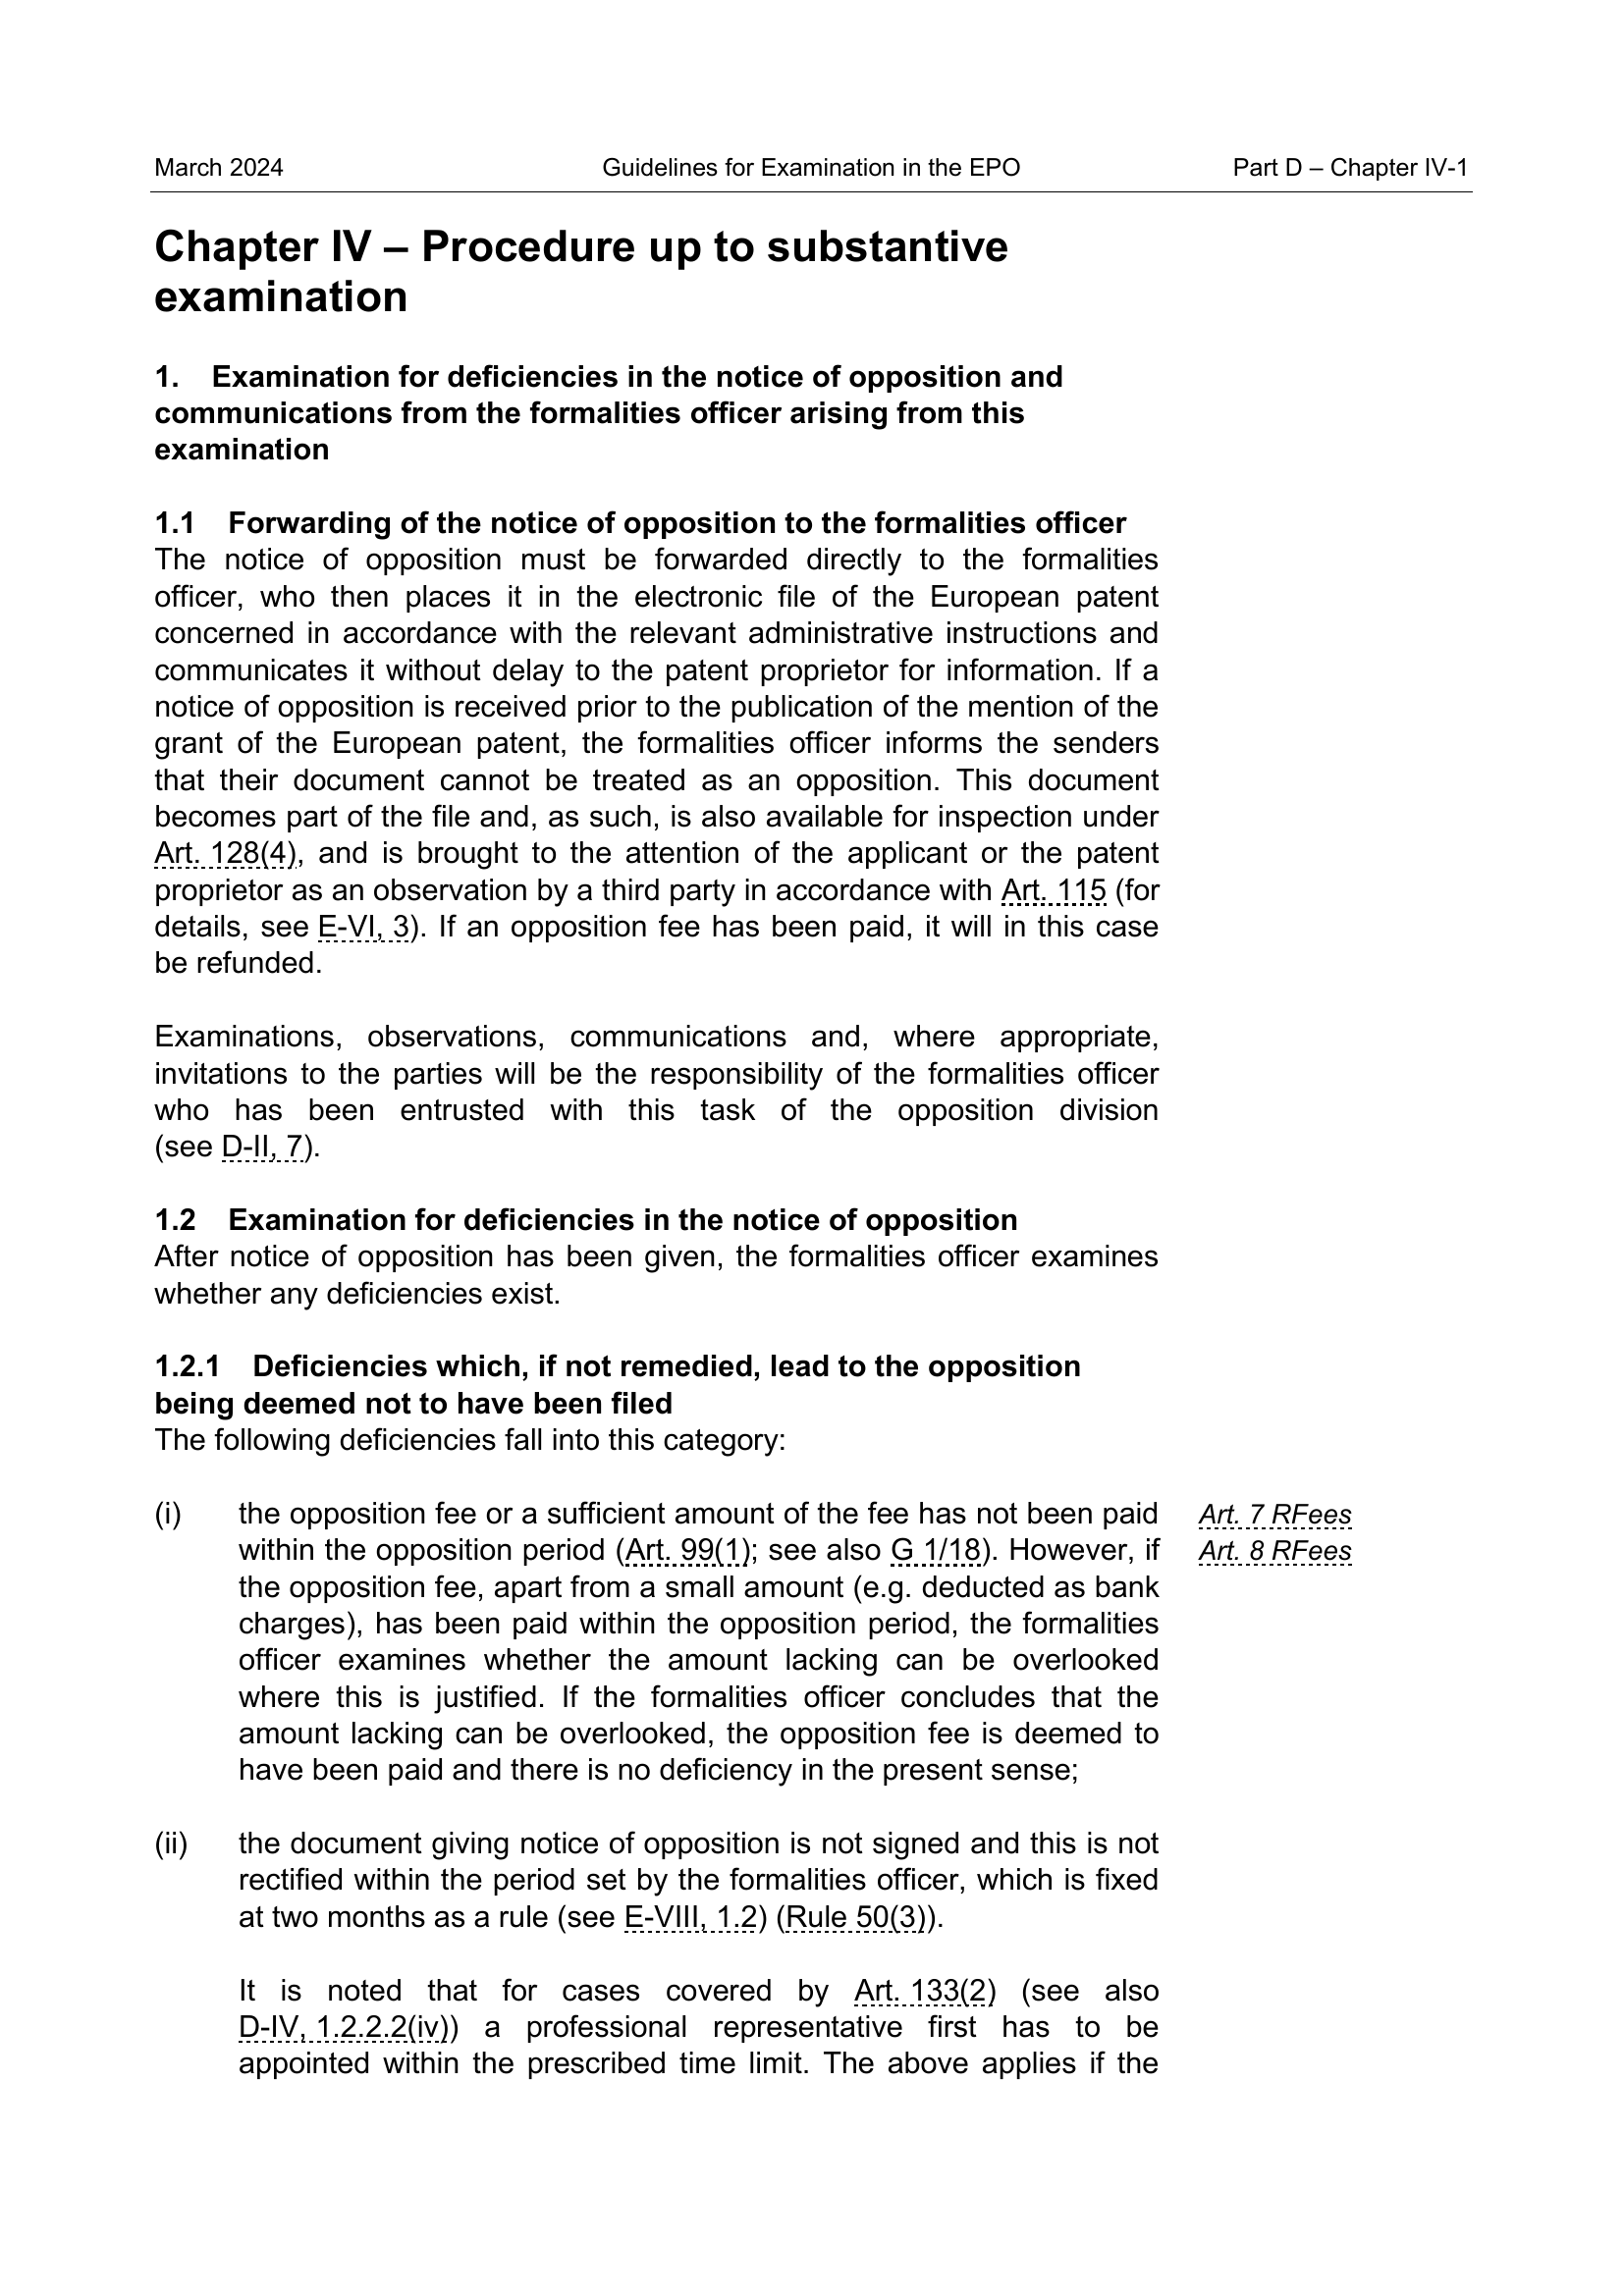 March 2024 Guidelines for Examination in the EPO Part D – Chapter IV-1
Chapter IV – Procedure up to substantive
examination
1. Examination for deficiencies in the notice of opposition and
communications from the formalities officer arising from this
examination
1.1 Forwarding of the notice of opposition to the formalities officer
The notice of opposition must be forwarded directly to the formalities
officer, who then places it in the electronic file of the European patent
concerned in accordance with the relevant administrative instructions and
communicates it without delay to the patent proprietor for information. If a
notice of opposition is received prior to the publication of the mention of the
grant of the European patent, the formalities officer informs the senders
that their document cannot be treated as an opposition. This document
becomes part of the file and, as such, is also available for inspection under
Art. 128(4), and is brought to the attention of the applicant or the patent
proprietor as an observation by a third party in accordance with Art. 115 (for
details, see E-VI, 3). If an opposition fee has been paid, it will in this case
be refunded.
Examinations, observations, communications and, where appropriate,
invitations to the parties will be the responsibility of the formalities officer
who has been entrusted with this task of the opposition division
(see D-II, 7).
1.2 Examination for deficiencies in the notice of opposition
After notice of opposition has been given, the formalities officer examines
whether any deficiencies exist.
1.2.1 Deficiencies which, if not remedied, lead to the opposition
being deemed not to have been filed
The following deficiencies fall into this category:
(i) the opposition fee or a sufficient amount of the fee has not been paid Art. 7 RFees
within the opposition period (Art. 99(1); see also G 1/18). However, if Art. 8 RFees
the opposition fee, apart from a small amount (e.g. deducted as bank
charges), has been paid within the opposition period, the formalities
officer examines whether the amount lacking can be overlooked
where this is justified. If the formalities officer concludes that the
amount lacking can be overlooked, the opposition fee is deemed to
have been paid and there is no deficiency in the present sense;
(ii) the document giving notice of opposition is not signed and this is not
rectified within the period set by the formalities officer, which is fixed
at two months as a rule (see E-VIII, 1.2) (Rule 50(3)).
It is noted that for cases covered by Art. 133(2) (see also
D-IV, 1.2.2.2(iv)) a professional representative first has to be
appointed within the prescribed time limit. The above applies if the